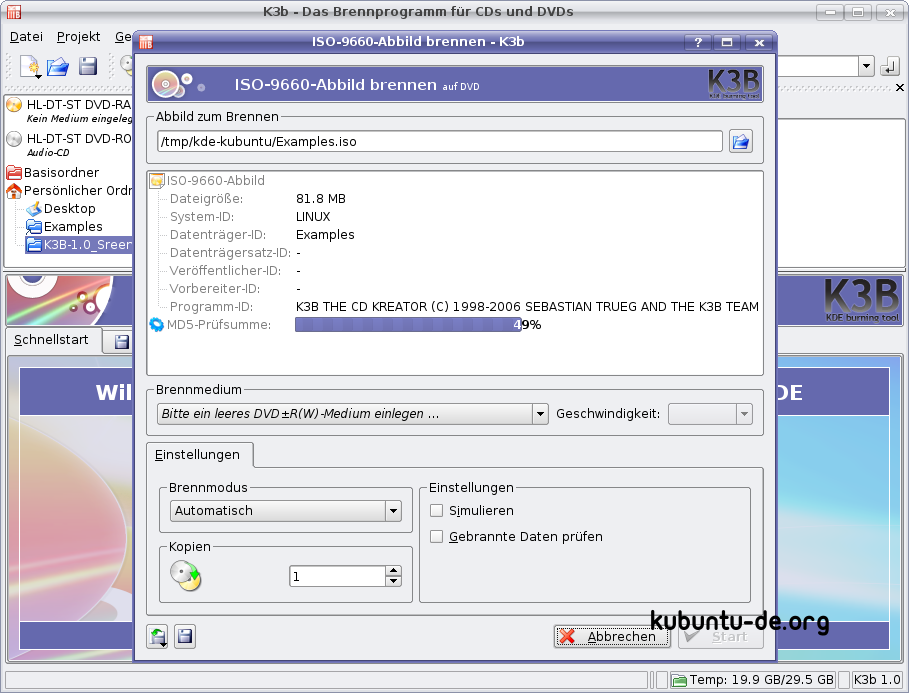 K3b - Das Brennprogramm für CDs und DVDs
Datei Projekt
ISO-9660-Abbild brennen - K3b
ISO-9660-Abbild brennen auf DVD
K3B
KDE burning tool
HL-DT-ST DVD-RA
Kein Medium eingeleg
HL-DT-ST DVD-RO
Audio-CD
Basisordner
Persönlicher Ordn
Desktop
Examples
K3B-1.0_Sreen
Abbild zum Brennen
/tmp/kde-kubuntu/Examples.iso
ISO-9660-Abbild
Dateigröße: 81.8 MB
System-ID: LINUX
Datenträger-ID: Examples
Datenträgersatz-ID: -
Veröffentlicher-ID: -
Vorbereiter-ID: -
Programm-ID: K3B THE CD KREATOR (C) 1998-2006 SEBASTIAN TRUEG AND THE K3B TEAM
MD5-Prüfsumme: 49%
K3B
KDE burning tool
Schnellstart
Wil
DE
Brennmedium
Bitte ein leeres DVD±R(W)-Medium einlegen ... Geschwindigkeit:
Einstellungen
Brennmodus
Automatisch
Kopien
1
Einstellungen
Simulieren
Gebrannte Daten prüfen
kubuntu-de.org
Abbrechen Start
Temp: 19.9 GB/29.5 GB K3b 1.0